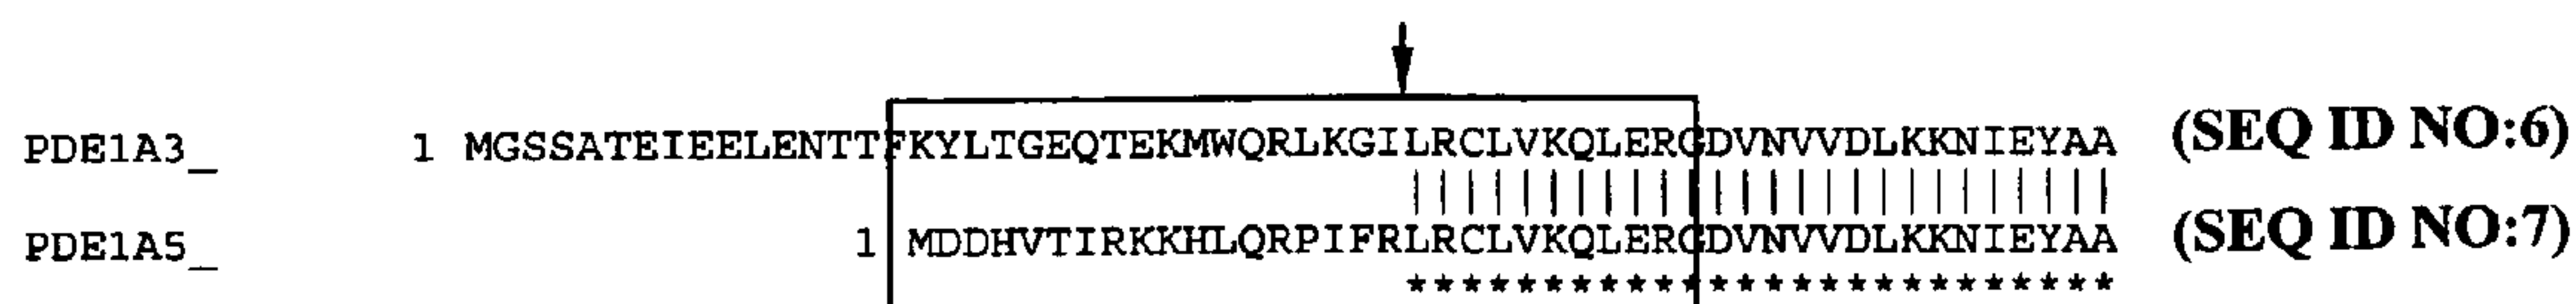 PDE1A3_ 1 MGSSATEIEELENTTFKYLTGEQTEKMWQRLKGILRCLVKQLERGDVNVVDLKKNIEYAA (SEQ ID NO:6)
||||||||||||||||||||||||||
PDE1A5_ 1 MDDHVTIRKKHLQRPIFRLRCLVKQLERGDVNVVDLKKNIEYAA (SEQ ID NO:7)
**************************